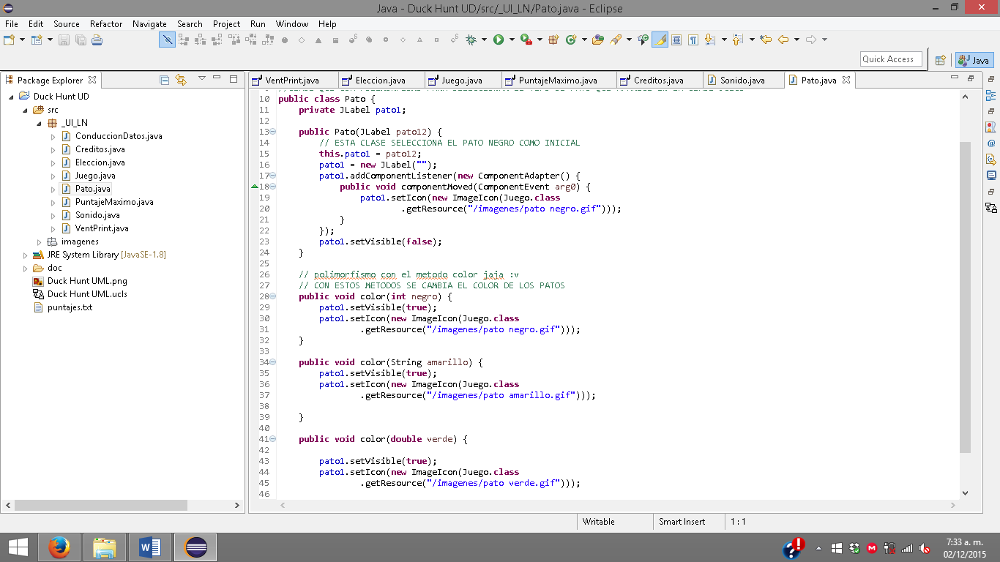 Java - Duck Hunt UD/src/_UI_LN/Pato.java - Eclipse
File Edit Source Refactor Navigate Search Project Run Window Help
Quick Access
Java
Package Explorer
VentPrint.java Eleccion.java Juego.java PuntajeMaximo.java Creditos.java Sonido.java Pato.java
Duck Hunt UD
src
_UI_LN
ConduccionDatos.java
Creditos.java
Eleccion.java
Juego.java
Pato.java
PuntajeMaximo.java
Sonido.java
VentPrint.java
imagenes
JRE System Library [JavaSE-1.8]
doc
Duck Hunt UML.png
Duck Hunt UML.ucls
puntajes.txt
10 public class Pato {
11 private JLabel pato1;
12
13 public Pato(JLabel pato12) {
14 // ESTA CLASE SELECCIONA EL PATO NEGRO COMO INICIAL
15 this.pato1 = pato12;
16 pato1 = new JLabel("");
17 pato1.addComponentListener(new ComponentAdapter() {
18 public void componentMoved(ComponentEvent arg0) {
19 pato1.setIcon(new ImageIcon(Juego.class
20 .getResource("/imagenes/pato negro.gif")));
21 }
22 });
23 pato1.setVisible(false);
24 }
25
26 // polimorfismo con el metodo color jaja :v
27 // CON ESTOS METODOS SE CAMBIA EL COLOR DE LOS PATOS
28 public void color(int negro) {
29 pato1.setVisible(true);
30 pato1.setIcon(new ImageIcon(Juego.class
31 .getResource("/imagenes/pato negro.gif")));
32 }
33
34 public void color(String amarillo) {
35 pato1.setVisible(true);
36 pato1.setIcon(new ImageIcon(Juego.class
37 .getResource("/imagenes/pato amarillo.gif")));
38
39 }
40
41 public void color(double verde) {
42
43 pato1.setVisible(true);
44 pato1.setIcon(new ImageIcon(Juego.class
45 .getResource("/imagenes/pato verde.gif")));
46
Writable Smart Insert 1 : 1
7:33 a. m.
02/12/2015